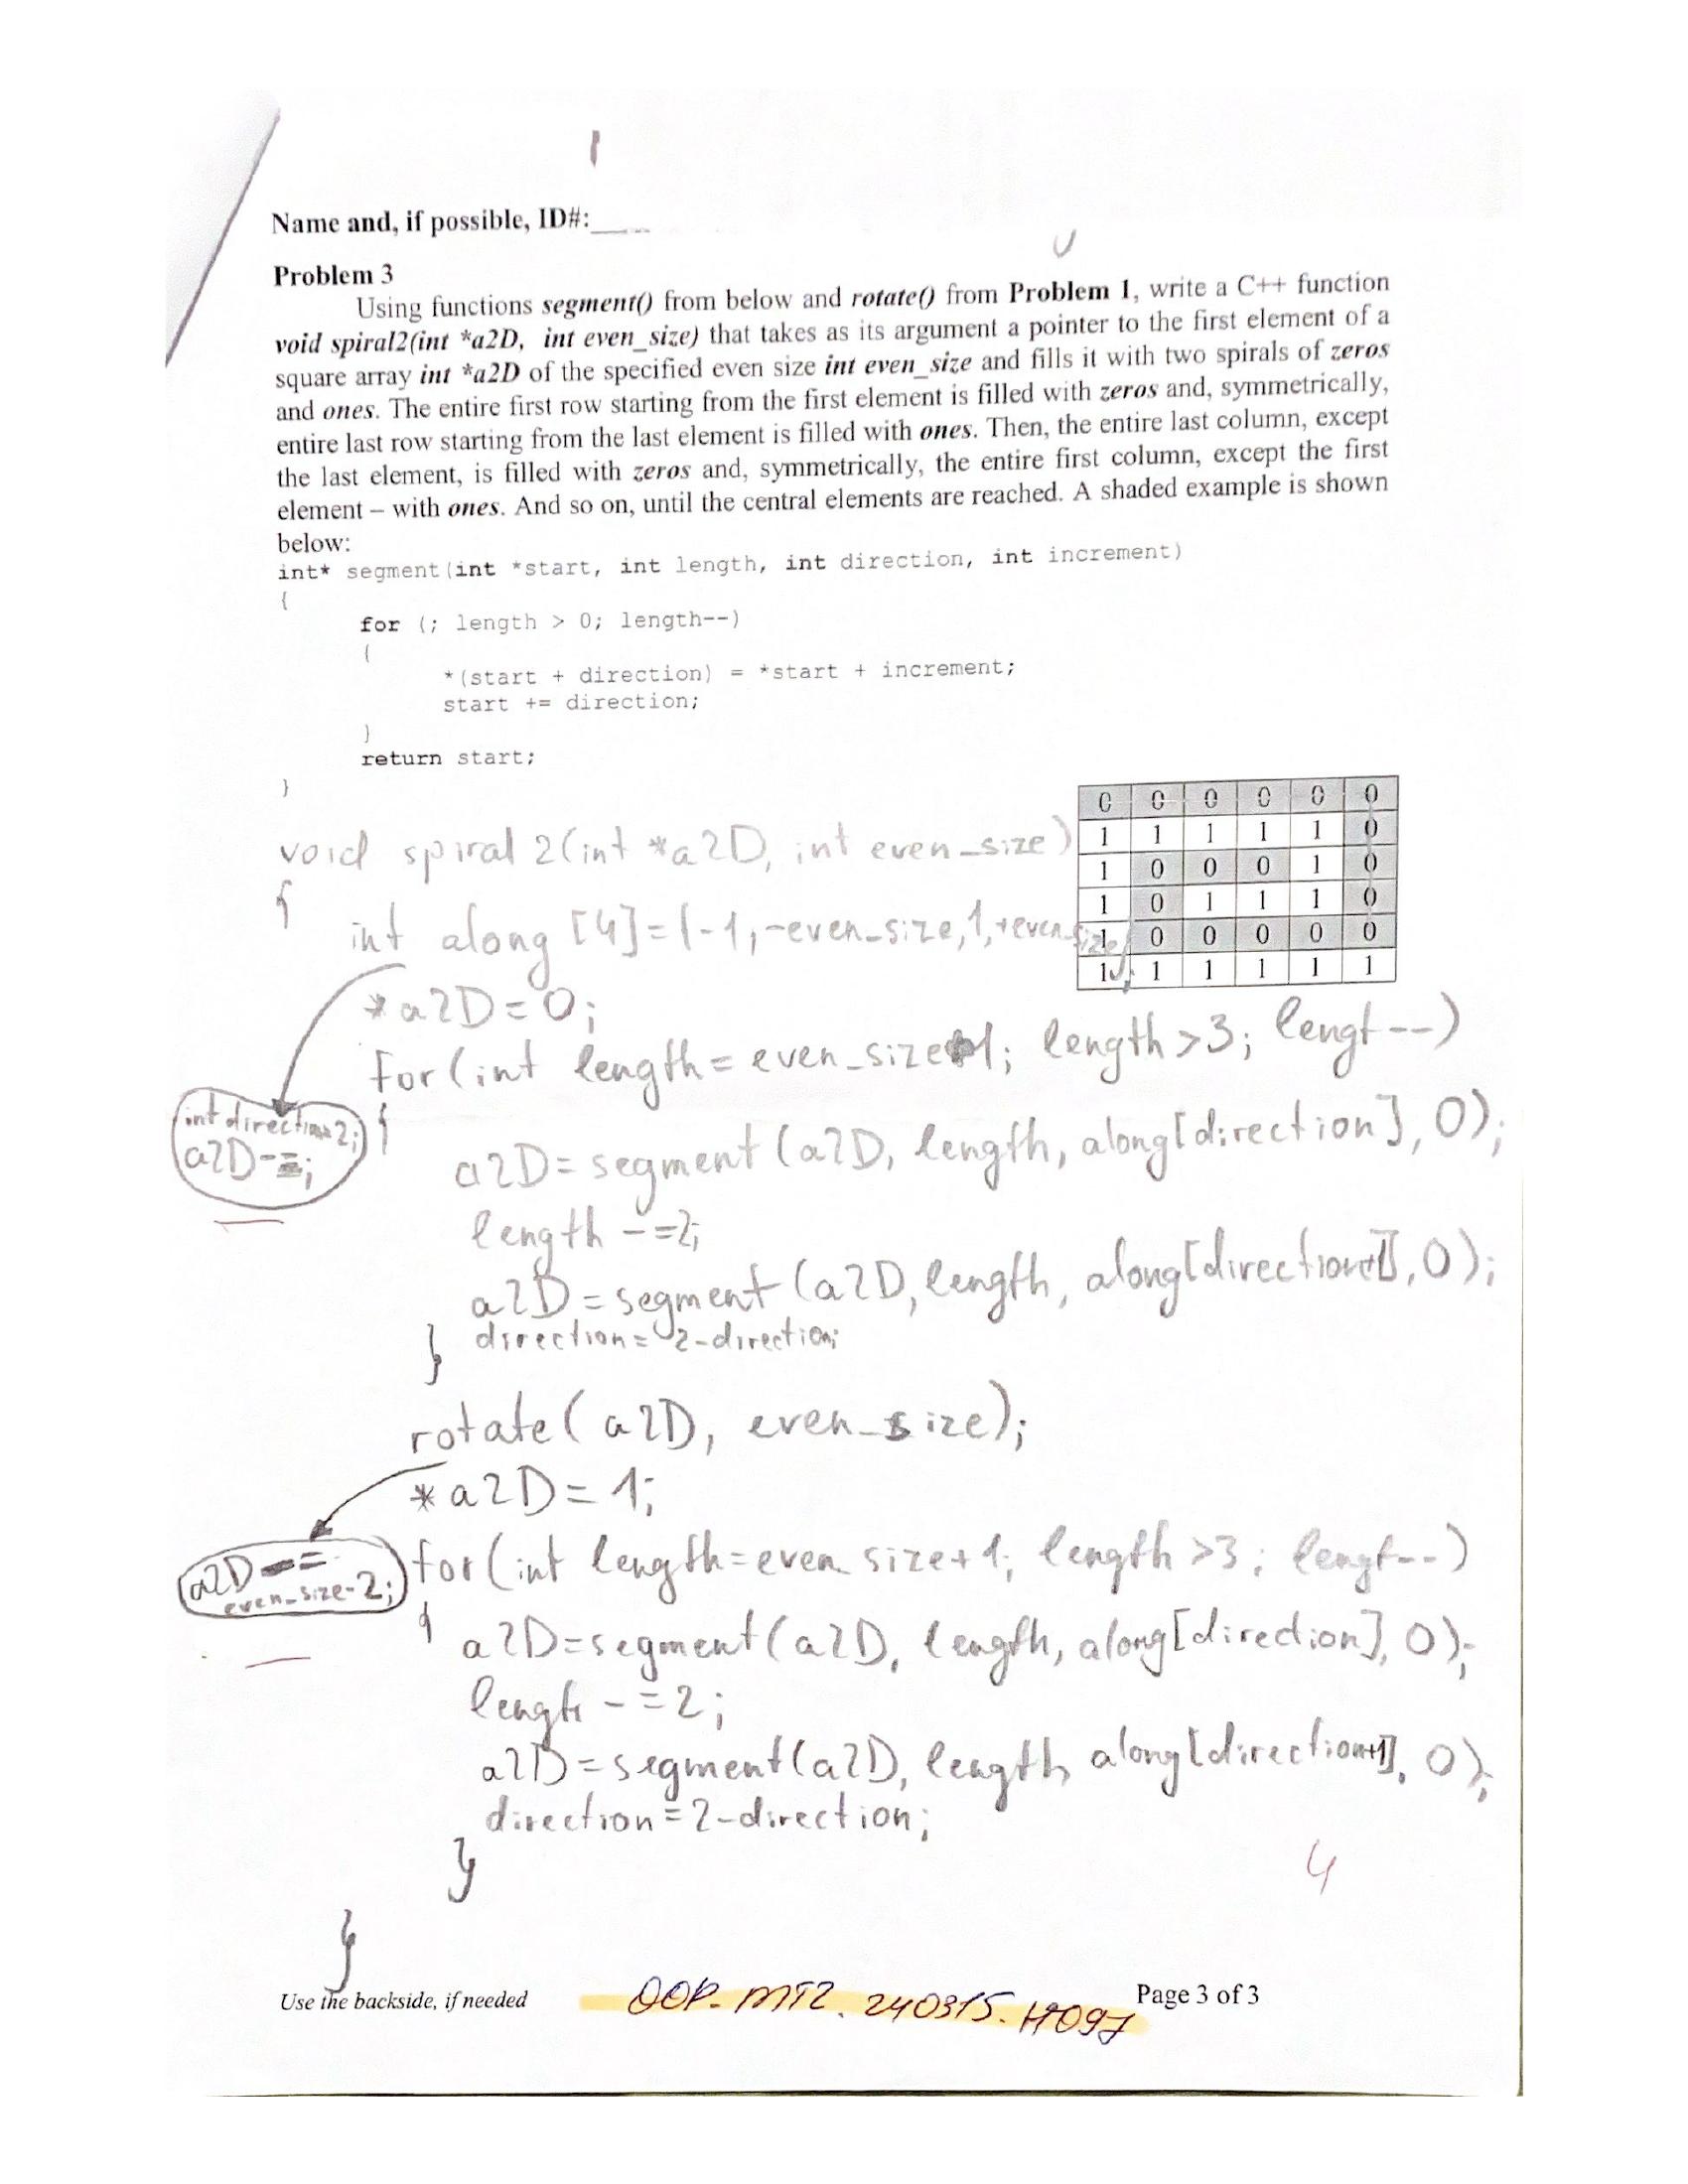 Name and, if possible, ID#:
Problem 3
Using functions segment() from below and rotate() from Problem 1, write a C++ function
void spiral2(int *a2D, int even_size) that takes as its argument a pointer to the first element of a
square array int *a2D of the specified even size int even_size and fills it with two spirals of zeros
and ones. The entire first row starting from the first element is filled with zeros and, symmetrically,
entire last row starting from the last element is filled with ones. Then, the entire last column, except
the last element, is filled with zeros and, symmetrically, the entire first column, except the first
element – with ones. And so on, until the central elements are reached. A shaded example is shown
below:
int* segment(int *start, int length, int direction, int increment)
{
for (; length > 0; length--)
{
*(start + direction) = *start + increment;
start += direction;
}
return start;
}
0 0 0 0 0 0
1 1 1 1 1 0
1 0 0 0 1 0
1 0 1 1 1 0
1 0 0 0 0 0
1 1 1 1 1 1
void spiral 2(int *a2D, int even_size)
{
int along [4]={-1,-even_size,1,+even_size};
*a2D=0;
int direction=2;
a2D-=;
for(int length=even_size+1; length>3; lengt--)
{
a2D=segment(a2D, length, along[direction], 0);
length -=2;
a2D=segment(a2D, length, along[direction+1], 0);
direction=2-direction;
}
rotate(a2D, even_size);
*a2D=1;
a2D-=
even_size-2;
for(int length=even_size+1; length>3; lengt--)
{
a2D=segment(a2D, length, along[direction], 0);
lengh -=2;
a2D=segment(a2D, length, along[direction+1], 0);
direction=2-direction;
}
4
}
Use the backside, if needed
OOP-MT2.240315.H097
Page 3 of 3